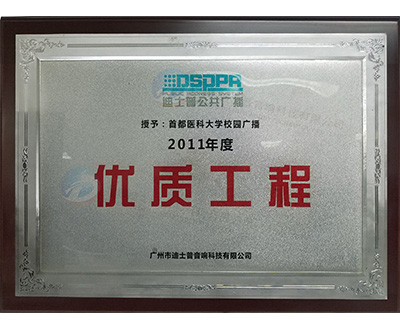 DSPPA
迪士普公共广播
授予：首都医科大学校园广播
2011年度
优质工程
广州市迪士普音响科技有限公司